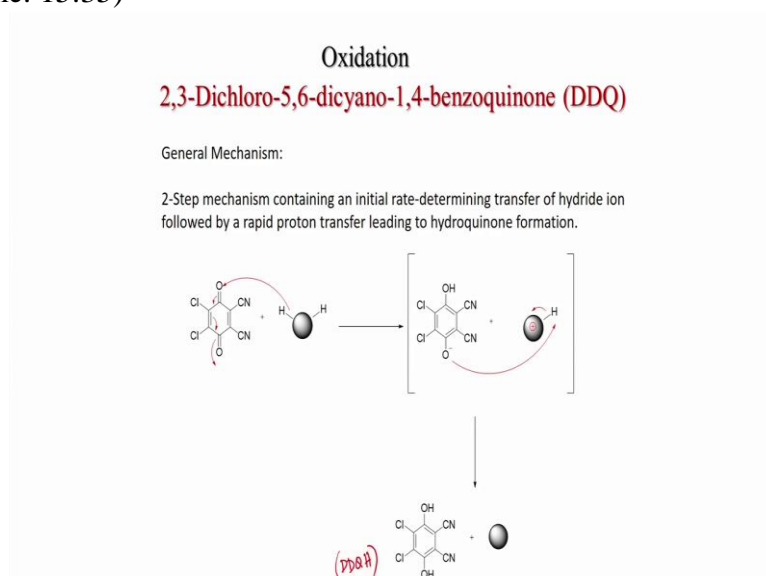 Oxidation
2,3-Dichloro-5,6-dicyano-1,4-benzoquinone (DDQ)
General Mechanism:
2-Step mechanism containing an initial rate-determining transfer of hydride ion
followed by a rapid proton transfer leading to hydroquinone formation.
O
Cl CN
Cl CN
O
+
H H
OH
Cl CN
Cl CN
O-
+
H
OH
Cl CN
Cl CN
OH
+
(DDQH)